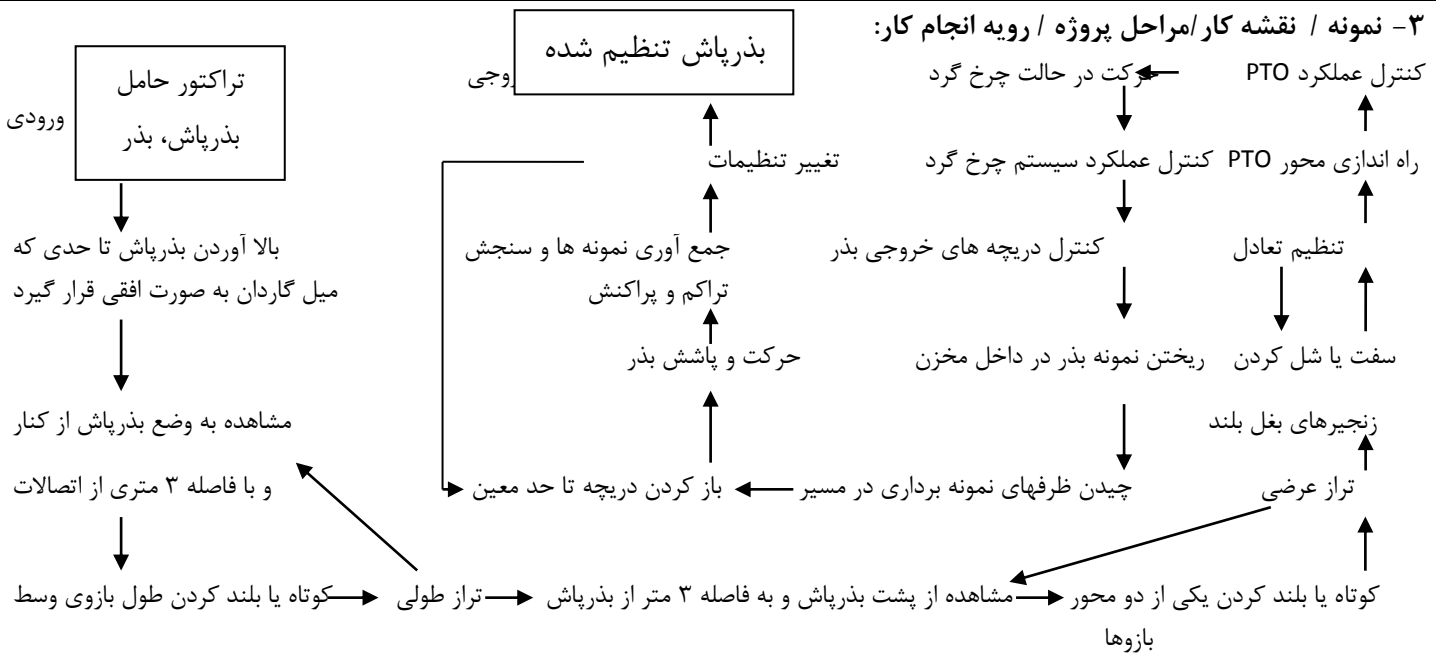 ۳- نمونه / نقشه کار/مراحل پروژه / رویه انجام کار:
تراکتور حامل
بذرپاش، بذر
ورودی
بالا آوردن بذرپاش تا حدی که
میل گاردان به صورت افقی قرار گیرد
مشاهده به وضع بذرپاش از کنار
و با فاصله ۳ متری از اتصالات
کوتاه یا بلند کردن طول بازوی وسط
تراز طولی
مشاهده از پشت بذرپاش و به فاصله ۳ متر از بذرپاش
کوتاه یا بلند کردن یکی از دو محور
بازوها
تراز عرضی
سفت یا شل کردن
زنجیرهای بغل بلند
تنظیم تعادل
راه اندازی محور PTO
کنترل عملکرد PTO
حرکت در حالت چرخ گرد
کنترل عملکرد سیستم چرخ گرد
کنترل دریچه های خروجی بذر
ریختن نمونه بذر در داخل مخزن
چیدن ظرفهای نمونه برداری در مسیر
باز کردن دریچه تا حد معین
حرکت و پاشش بذر
جمع آوری نمونه ها و سنجش
تراکم و پراکنش
تغییر تنظیمات
بذرپاش تنظیم شده